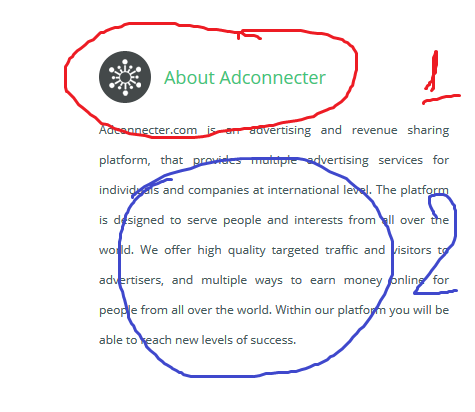 About Adconnecter
1
Adconnecter.com is an advertising and revenue sharing
platform, that provides multiple advertising services for
individuals and companies at international level. The platform
is designed to serve people and interests from all over the
world. We offer high quality targeted traffic and visitors to
advertisers, and multiple ways to earn money online for
people from all over the world. Within our platform you will be
able to reach new levels of success.
2